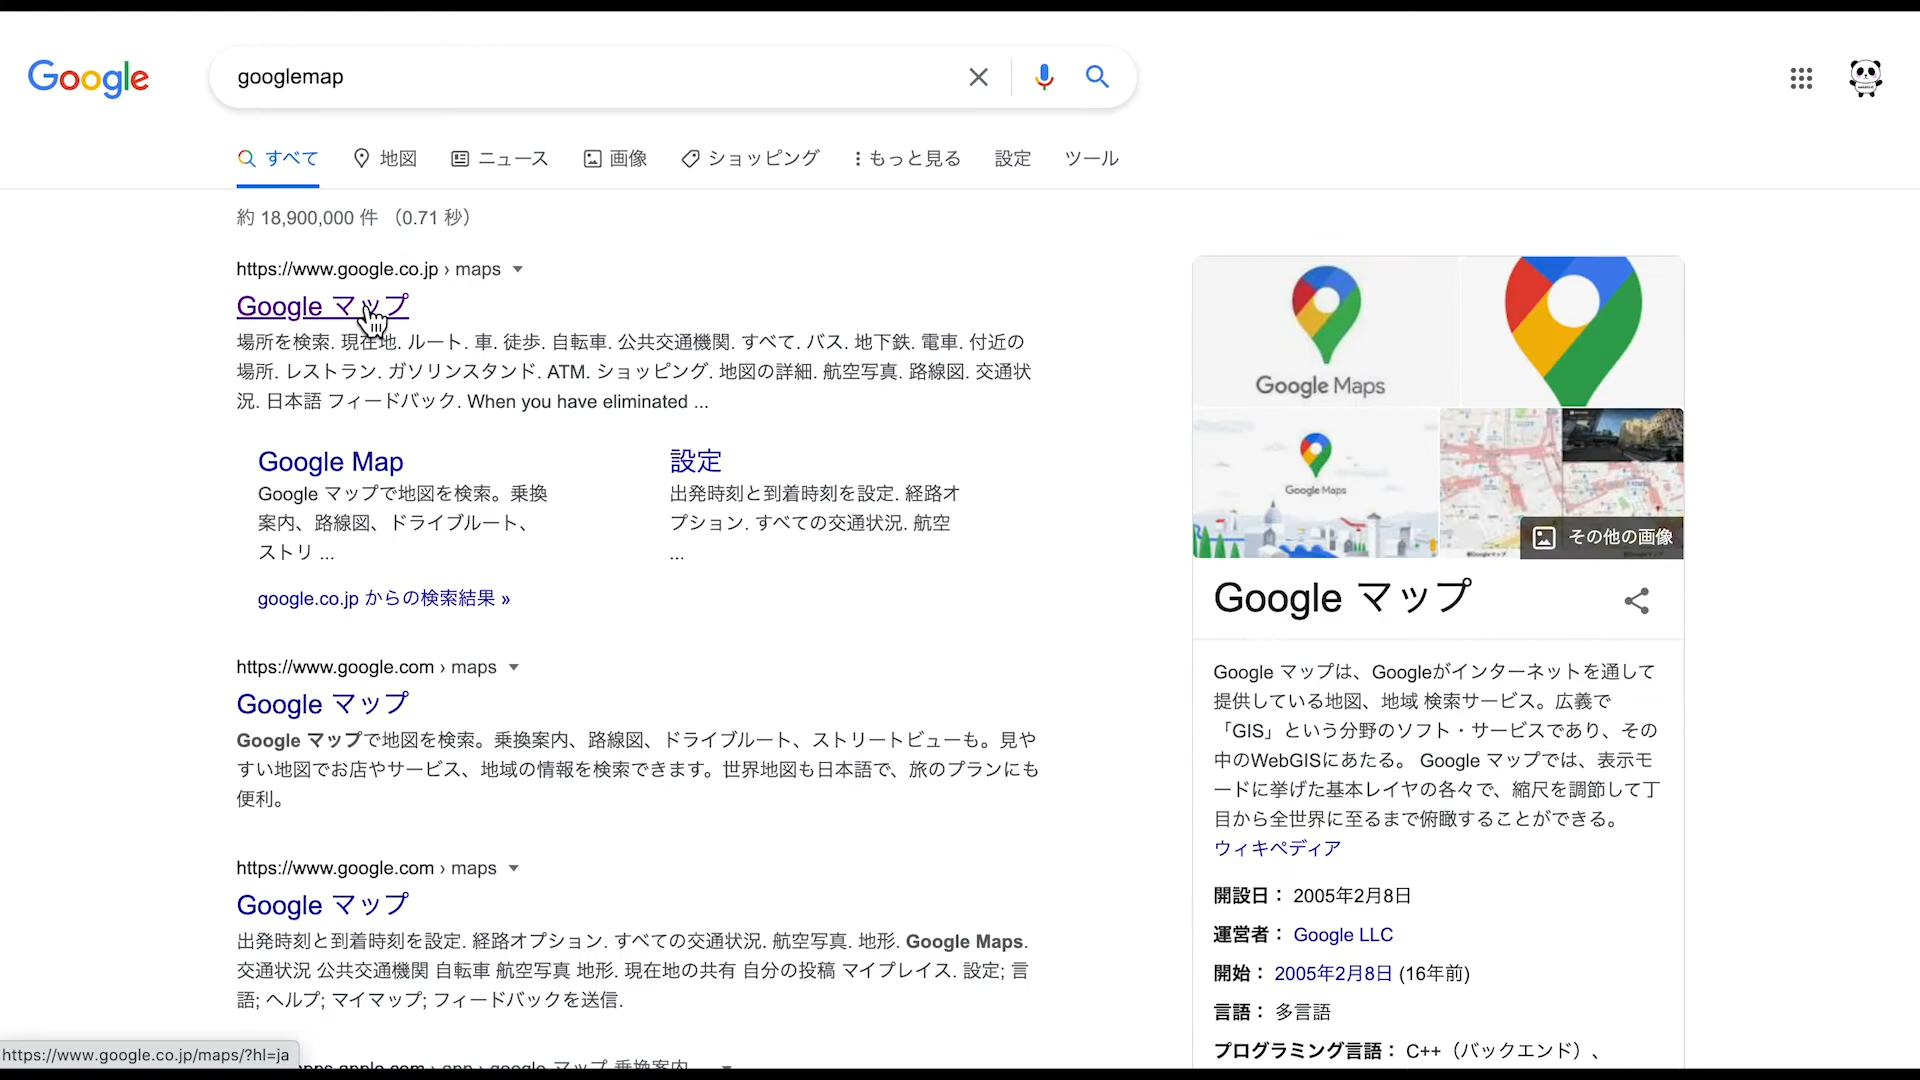 Google
googlemap
すべて 地図 ニュース 画像 ショッピング もっと見る 設定 ツール
約 18,900,000 件 （0.71 秒）
https://www.google.co.jp › maps
Google マップ
場所を検索. 現在地. ルート. 車. 徒歩. 自転車. 公共交通機関. すべて. バス. 地下鉄. 電車. 付近の
場所. レストラン. ガソリンスタンド. ATM. ショッピング. 地図の詳細. 航空写真. 路線図. 交通状
況. 日本語 フィードバック. When you have eliminated ...
Google Map
Google マップで地図を検索。乗換
案内、路線図、ドライブルート、
ストリ ...
設定
出発時刻と到着時刻を設定. 経路オ
プション. すべての交通状況. 航空
...
google.co.jp からの検索結果 »
https://www.google.com › maps
Google マップ
Google マップで地図を検索。乗換案内、路線図、ドライブルート、ストリートビューも。見や
すい地図でお店やサービス、地域の情報を検索できます。世界地図も日本語で、旅のプランにも
便利。
https://www.google.com › maps
Google マップ
出発時刻と到着時刻を設定. 経路オプション. すべての交通状況. 航空写真. 地形. Google Maps.
交通状況 公共交通機関 自転車 航空写真 地形. 現在地の共有 自分の投稿 マイプレイス. 設定; 言
語; ヘルプ; マイマップ; フィードバックを送信.
https://www.google.co.jp/maps/?hl=ja
Google Maps
Google Maps
その他の画像
Google マップ
Google マップは、Googleがインターネットを通して
提供している地図、地域 検索サービス。広義で
「GIS」という分野のソフト・サービスであり、その
中のWebGISにあたる。 Google マップでは、表示モ
ードに挙げた基本レイヤの各々で、縮尺を調節して丁
目から全世界に至るまで俯瞰することができる。
ウィキペディア
開設日： 2005年2月8日
運営者： Google LLC
開始： 2005年2月8日 (16年前)
言語： 多言語
プログラミング言語： C++（バックエンド）、